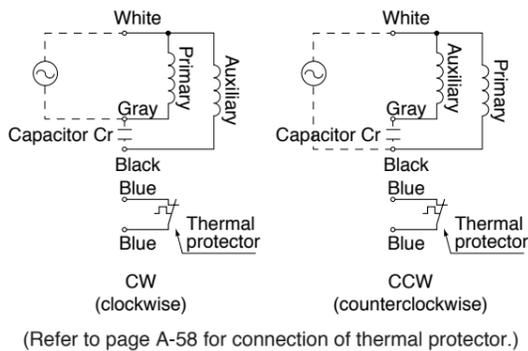 White
Primary
Auxiliary
Gray
Capacitor Cr
Black
Blue
Blue
Thermal
protector
CW
(clockwise)
White
Auxiliary
Primary
Gray
Capacitor Cr
Black
Blue
Blue
Thermal
protector
CCW
(counterclockwise)
(Refer to page A-58 for connection of thermal protector.)